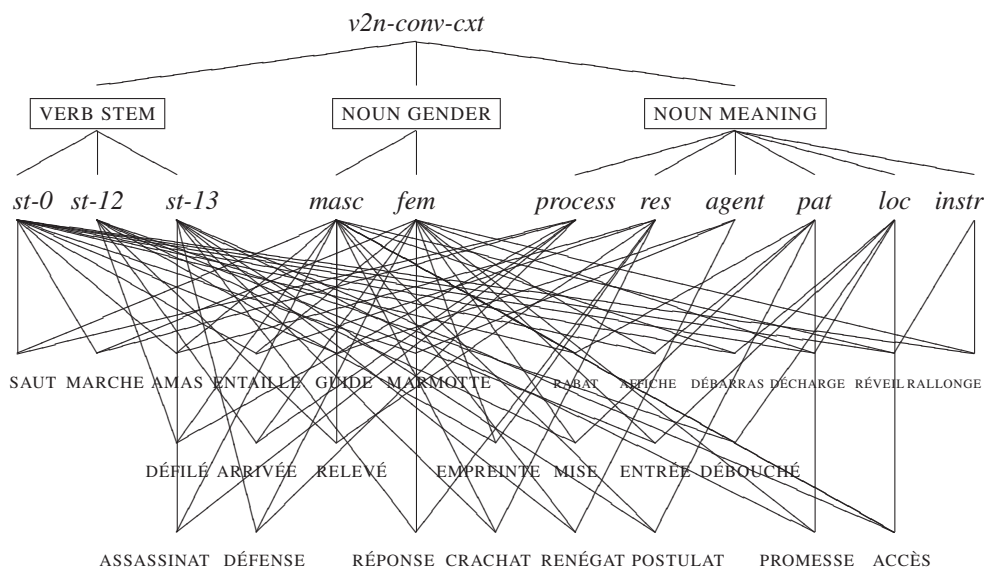 v2n-conv-cxt
VERB STEM NOUN GENDER NOUN MEANING
st-0 st-12 st-13 masc fem process res agent pat loc instr
SAUT MARCHE AMAS ENTAILLE GUIDE MARMOTTE RABAT AFFICHE DÉBARRAS DÉCHARGE RÉVEIL RALLONGE
DÉFILÉ ARRIVÉE RELEVÉ EMPREINTE MISE ENTRÉE DÉBOUCHÉ
ASSASSINAT DÉFENSE RÉPONSE CRACHAT RENÉGAT POSTULAT PROMESSE ACCÈS